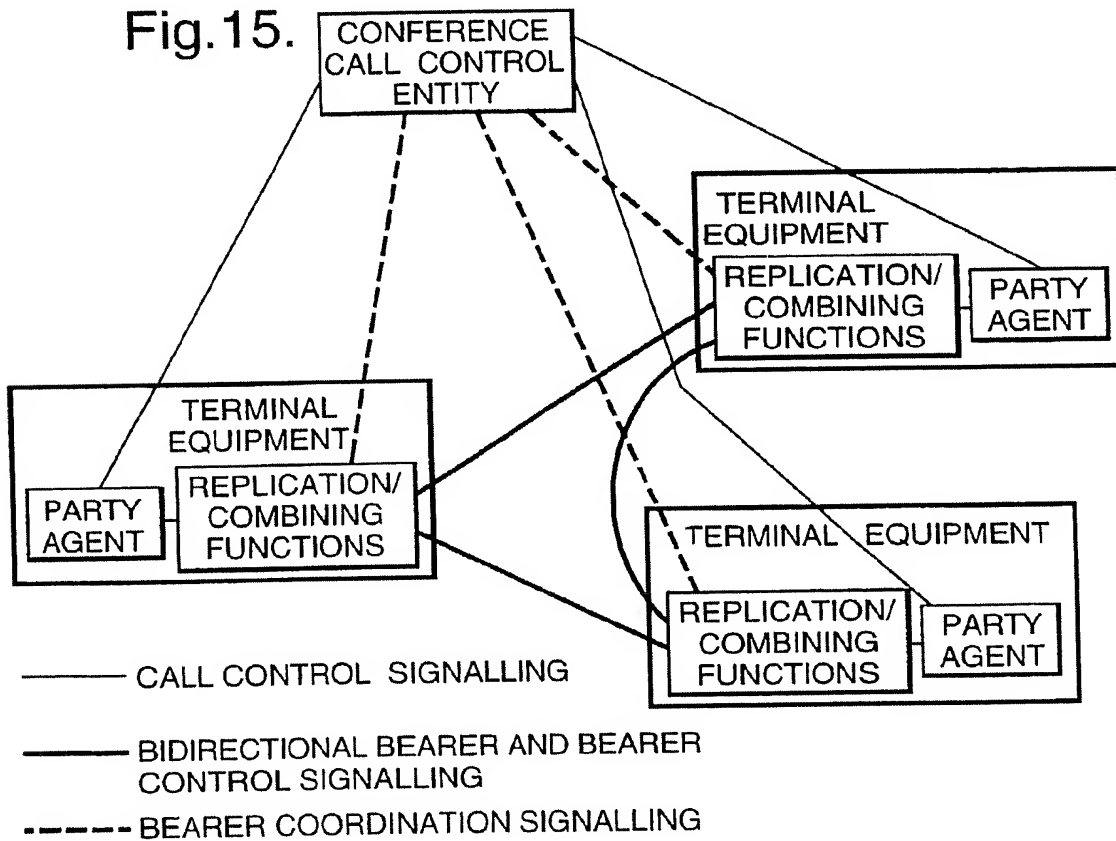 Fig.15.
CONFERENCE
CALL CONTROL
ENTITY
TERMINAL
EQUIPMENT
REPLICATION/
COMBINING
FUNCTIONS
PARTY
AGENT
TERMINAL
EQUIPMENT
PARTY
AGENT
REPLICATION/
COMBINING
FUNCTIONS
TERMINAL EQUIPMENT
REPLICATION/
COMBINING
FUNCTIONS
PARTY
AGENT
CALL CONTROL SIGNALLING
BIDIRECTIONAL BEARER AND BEARER
CONTROL SIGNALLING
BEARER COORDINATION SIGNALLING